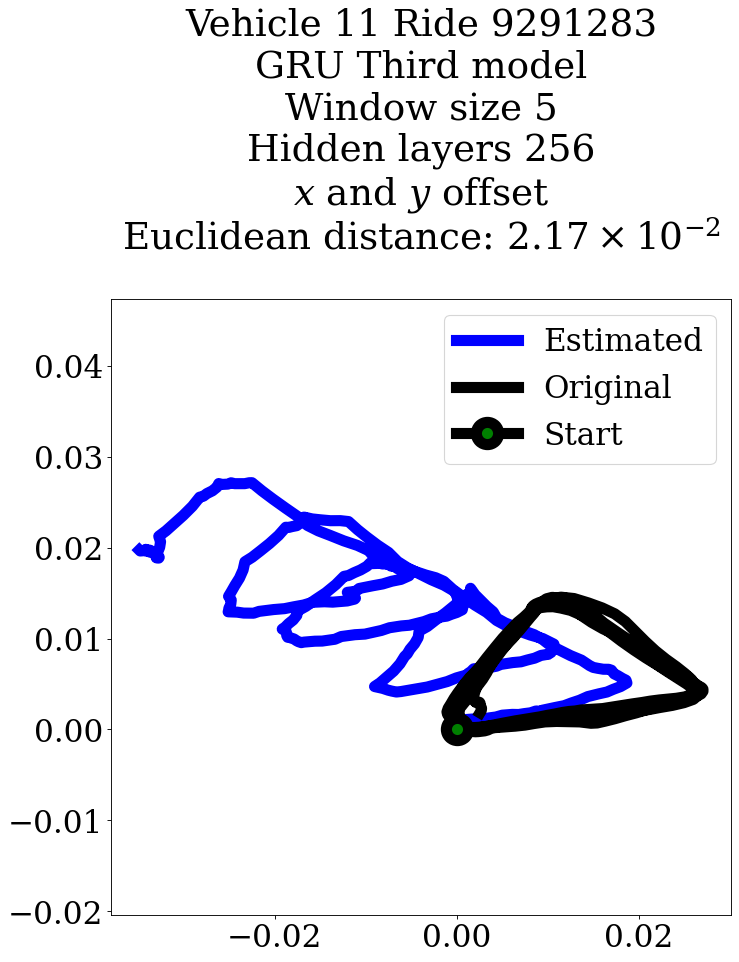 Vehicle 11 Ride 9291283
GRU Third model
Window size 5
Hidden layers 256
x and y offset
Euclidean distance: 2.17 × 10⁻²
Estimated
Original
Start
0.04
0.03
0.02
0.01
0.00
−0.01
−0.02
−0.02 0.00 0.02